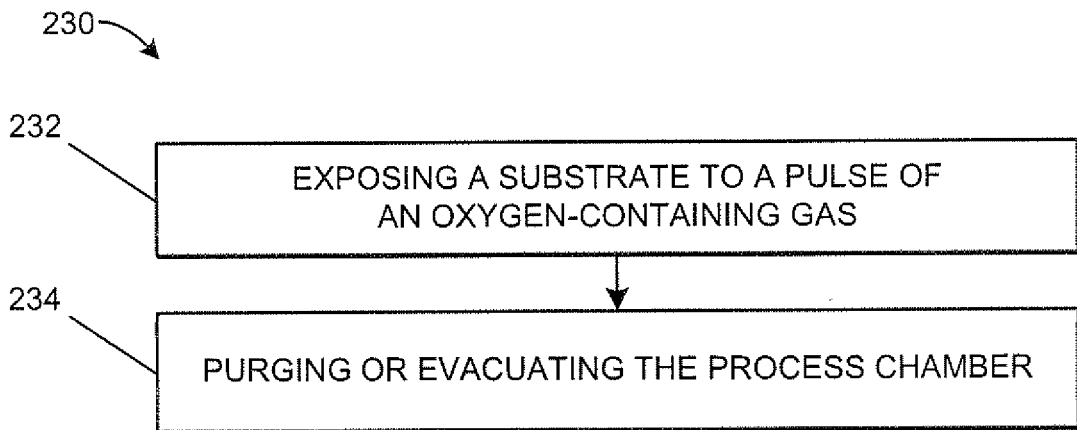 230
232
EXPOSING A SUBSTRATE TO A PULSE OF
AN OXYGEN-CONTAINING GAS
234
PURGING OR EVACUATING THE PROCESS CHAMBER